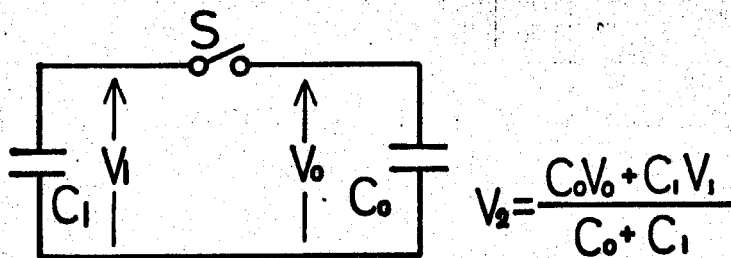 S
V₁
V₀
C₁
C₀
V₂ = (C₀V₀ + C₁V₁) / (C₀ + C₁)